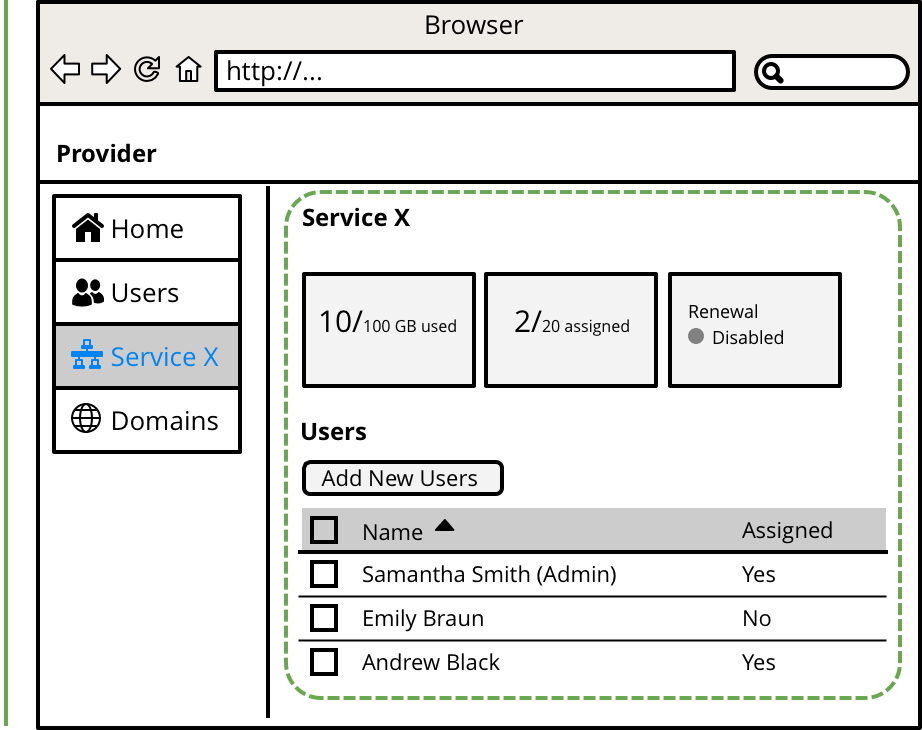 Browser
http://...
Provider
Home
Users
Service X
Domains
Service X
10/100 GB used
2/20 assigned
Renewal
Disabled
Users
Add New Users
Name Assigned
Samantha Smith (Admin) Yes
Emily Braun No
Andrew Black Yes